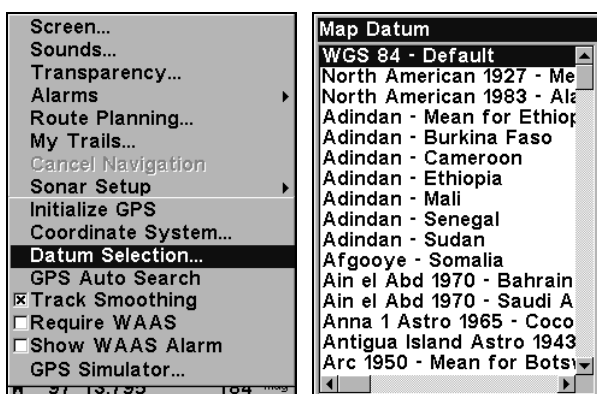 Screen...
Sounds...
Transparency...
Alarms
Route Planning...
My Trails...
Cancel Navigation
Sonar Setup
Initialize GPS
Coordinate System...
Datum Selection...
GPS Auto Search
Track Smoothing
Require WAAS
Show WAAS Alarm
GPS Simulator...
Map Datum
WGS 84 - Default
North American 1927 - Me
North American 1983 - Ala
Adindan - Mean for Ethiop
Adindan - Burkina Faso
Adindan - Cameroon
Adindan - Ethiopia
Adindan - Mali
Adindan - Senegal
Adindan - Sudan
Afgooye - Somalia
Ain el Abd 1970 - Bahrain
Ain el Abd 1970 - Saudi A
Anna 1 Astro 1965 - Coco
Antigua Island Astro 1943
Arc 1950 - Mean for Botsw